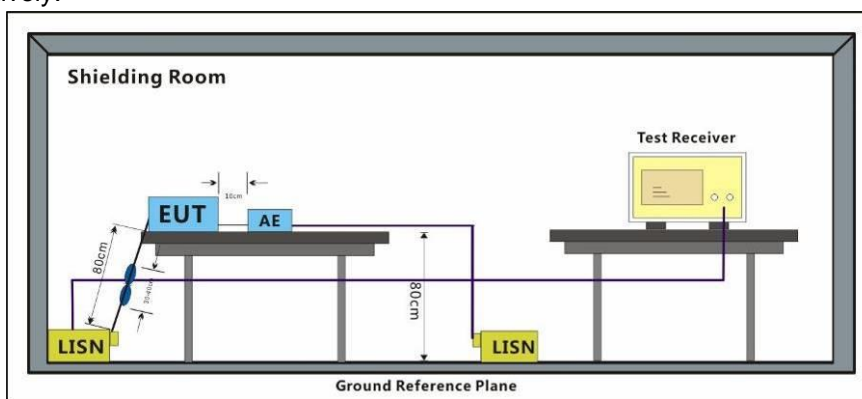 Shielding Room
Test Receiver
10cm
EUT
AE
80cm
80cm
LISN
LISN
Ground Reference Plane